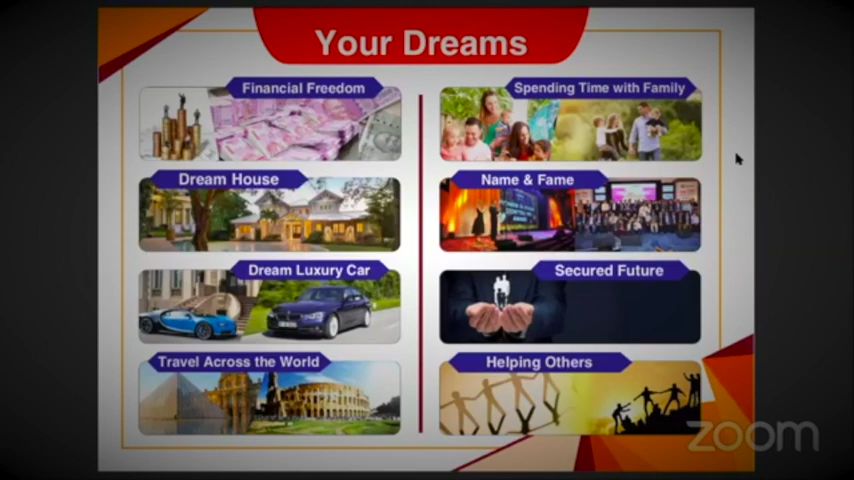 Your Dreams
Financial Freedom
Spending Time with Family
Dream House
Name & Fame
Dream Luxury Car
Secured Future
Travel Across the World
Helping Others
zoom